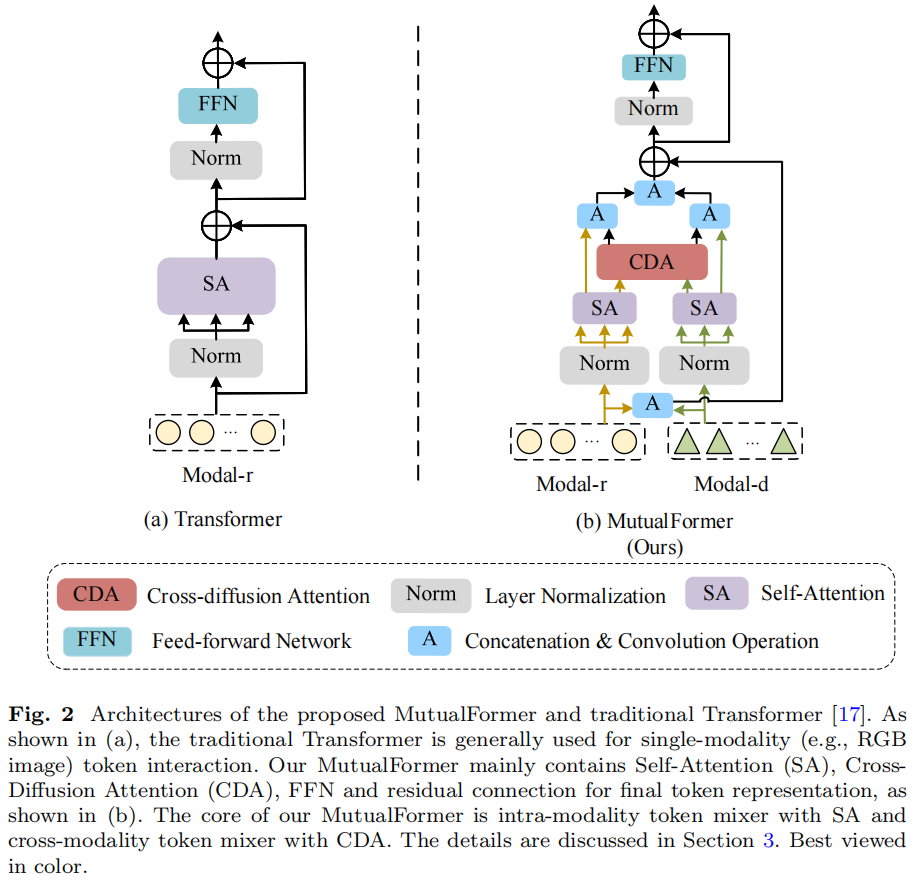 FFN
Norm
SA
Norm
...
Modal-r
(a) Transformer
FFN
Norm
A
A
A
CDA
SA
SA
Norm
Norm
A
...
...
Modal-r
Modal-d
(b) MutualFormer
(Ours)
CDA Cross-diffusion Attention
Norm Layer Normalization
SA Self-Attention
FFN Feed-forward Network
A Concatenation & Convolution Operation
Fig. 2 Architectures of the proposed MutualFormer and traditional Transformer [17]. As
shown in (a), the traditional Transformer is generally used for single-modality (e.g., RGB
image) token interaction. Our MutualFormer mainly contains Self-Attention (SA), Cross-
Diffusion Attention (CDA), FFN and residual connection for final token representation, as
shown in (b). The core of our MutualFormer is intra-modality token mixer with SA and
cross-modality token mixer with CDA. The details are discussed in Section 3. Best viewed
in color.